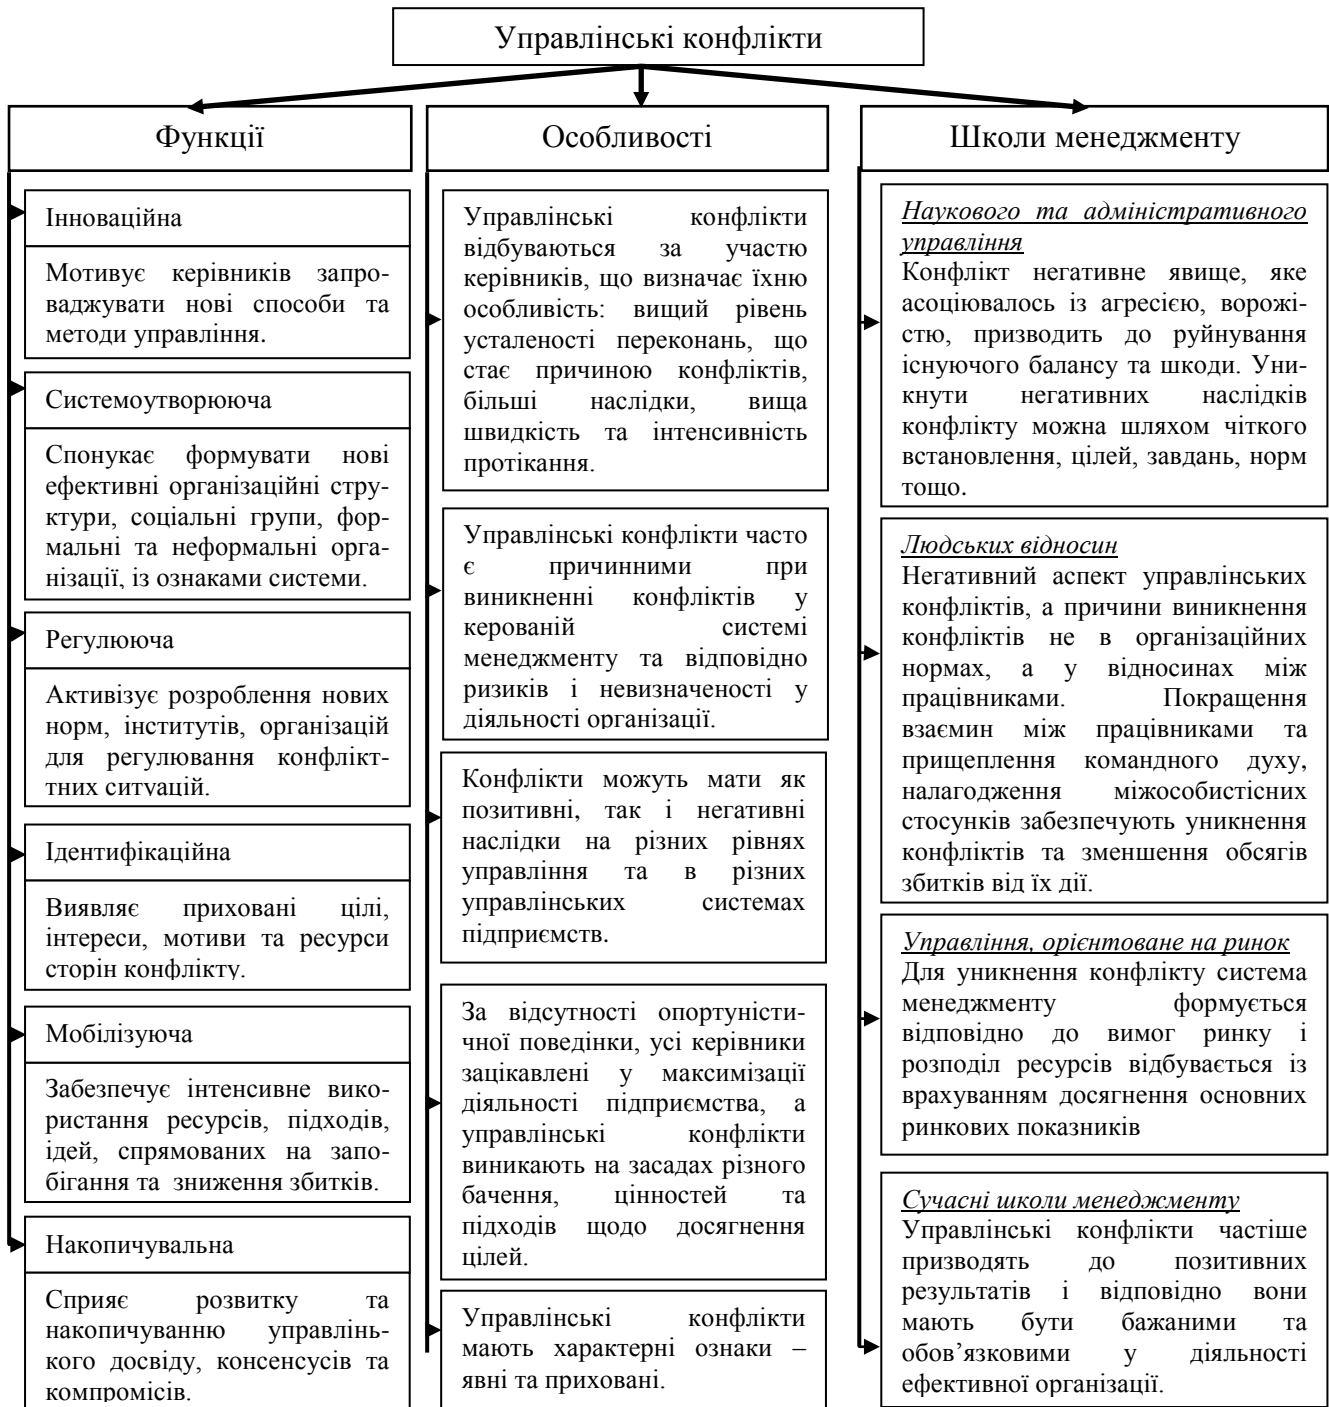 Управлінські конфлікти
Функції
Інноваційна
Мотивує керівників запро-
ваджувати нові способи та
методи управління.
Системоутворююча
Спонукає формувати нові
ефективні організаційні стру-
ктури, соціальні групи, фор-
мальні та неформальні орга-
нізації, із ознаками системи.
Регулююча
Активізує розроблення нових
норм, інститутів, організацій
для регулювання конфлік-
тних ситуацій.
Ідентифікаційна
Виявляє приховані цілі,
інтереси, мотиви та ресурси
сторін конфлікту.
Мобілізуюча
Забезпечує інтенсивне вико-
ристання ресурсів, підходів,
ідей, спрямованих на запо-
бігання та зниження збитків.
Накопичувальна
Сприяє розвитку та
накопичуванню управлінь-
кого досвіду, консенсусів та
компромісів.
Особливості
Управлінські конфлікти
відбуваються за участю
керівників, що визначає їхню
особливість: вищий рівень
усталеності переконань, що
стає причиною конфліктів,
більші наслідки, вища
швидкість та інтенсивність
протікання.
Управлінські конфлікти часто
є причинними при
виникненні конфліктів у
керованій системі
менеджменту та відповідно
ризиків і невизначеності у
діяльності організації.
Конфлікти можуть мати як
позитивні, так і негативні
наслідки на різних рівнях
управління та в різних
управлінських системах
підприємств.
За відсутності опортуністи-
чної поведінки, усі керівники
зацікавлені у максимізації
діяльності підприємства, а
управлінські конфлікти
виникають на засадах різного
бачення, цінностей та
підходів щодо досягнення
цілей.
Управлінські конфлікти
мають характерні ознаки –
явні та приховані.
Школи менеджменту
Наукового та адміністративного
управління
Конфлікт негативне явище, яке
асоціювалось із агресією, ворожі-
стю, призводить до руйнування
існуючого балансу та шкоди. Уни-
кнути негативних наслідків
конфлікту можна шляхом чіткого
встановлення, цілей, завдань, норм
тощо.
Людських відносин
Негативний аспект управлінських
конфліктів, а причини виникнення
конфліктів не в організаційних
нормах, а у відносинах між
працівниками. Покращення
взаємин між працівниками та
прищеплення командного духу,
налагодження міжособистісних
стосунків забезпечують уникнення
конфліктів та зменшення обсягів
збитків від їх дії.
Управління, орієнтоване на ринок
Для уникнення конфлікту система
менеджменту формується
відповідно до вимог ринку і
розподіл ресурсів відбувається із
врахуванням досягнення основних
ринкових показників
Сучасні школи менеджменту
Управлінські конфлікти частіше
призводять до позитивних
результатів і відповідно вони
мають бути бажаними та
обов’язковими у діяльності
ефективної організації.